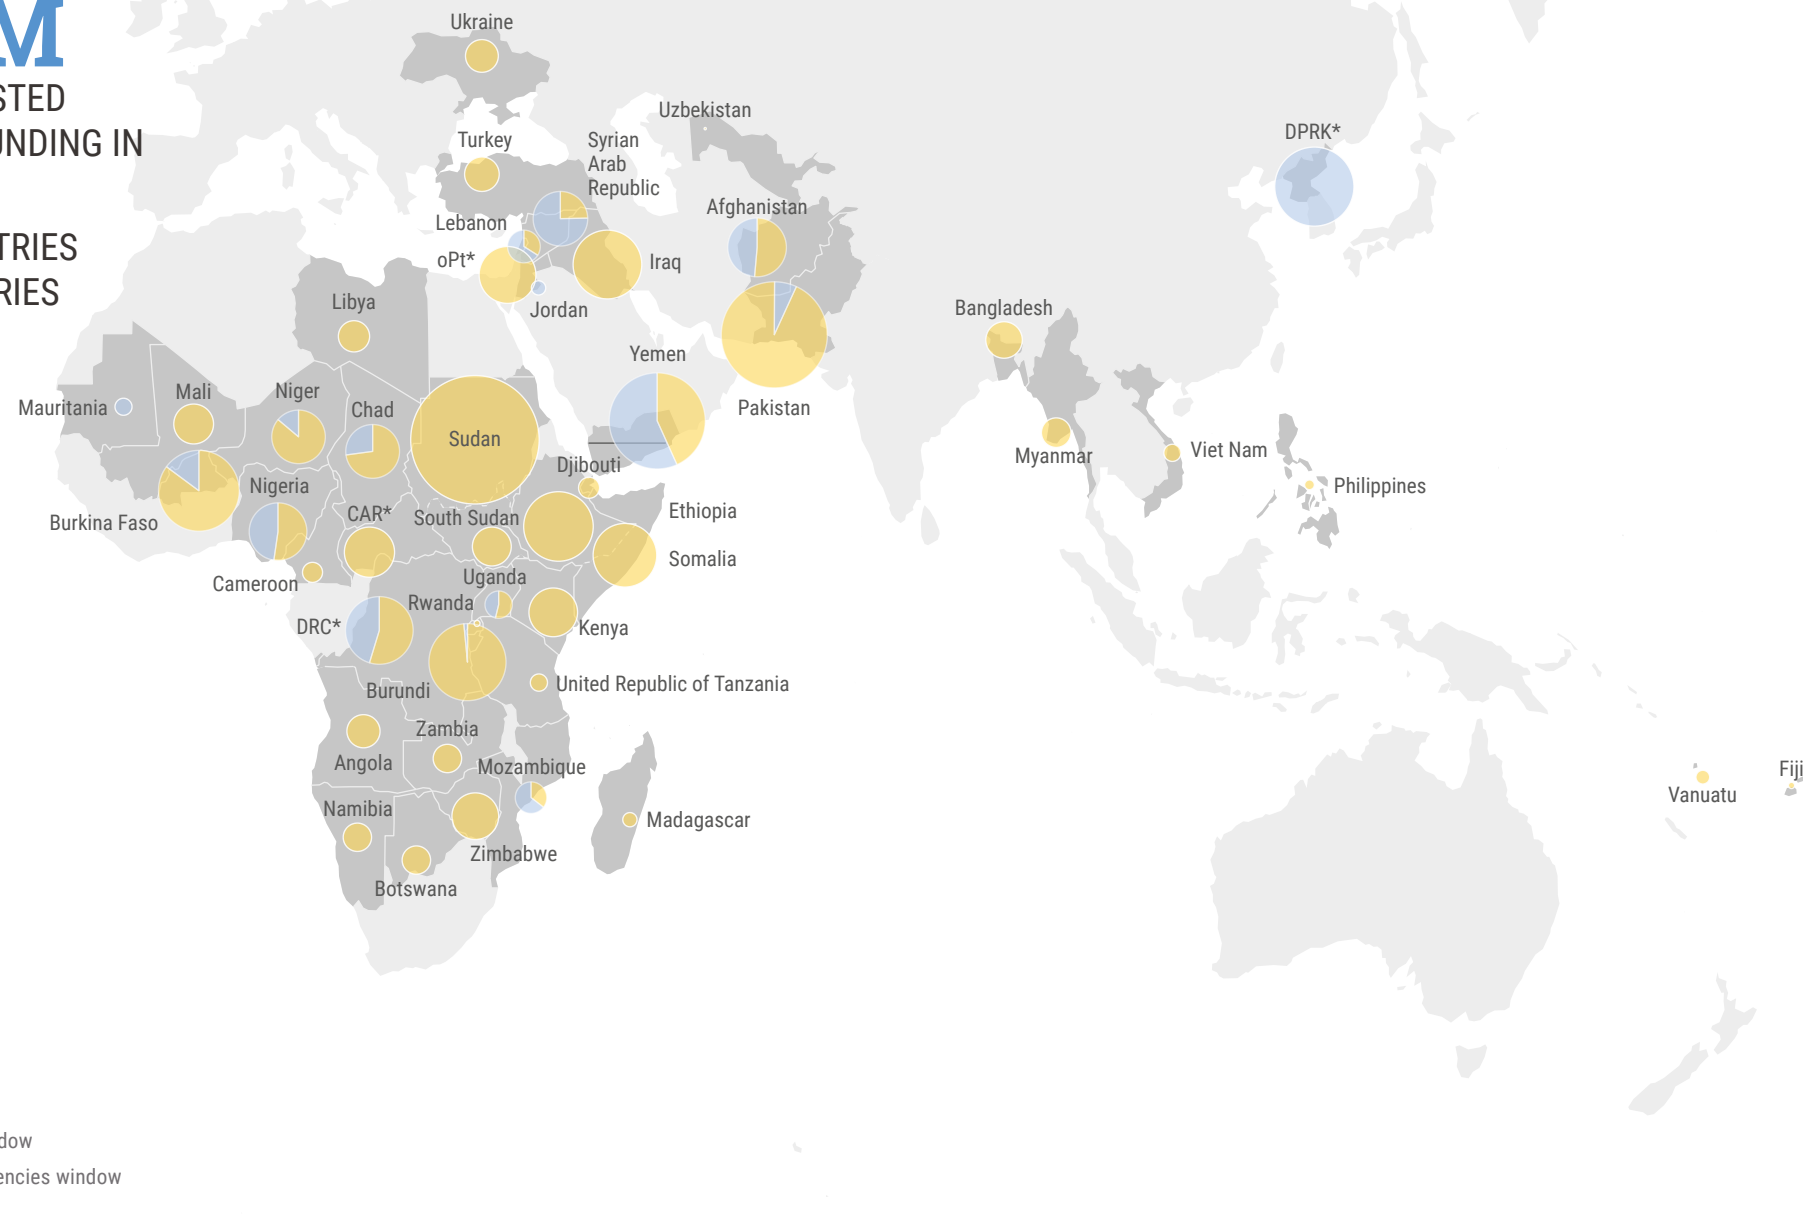 M
STED
UNDING IN
TRIES
RIES
Ukraine
Uzbekistan
DPRK*
Turkey
Syrian
Arab
Republic
Afghanistan
Lebanon
oPt*
Iraq
Libya
Jordan
Bangladesh
Yemen
Mauritania
Mali
Niger
Chad
Pakistan
Sudan
Myanmar
Viet Nam
Djibouti
Nigeria
Philippines
Burkina Faso
CAR*
South Sudan
Ethiopia
Somalia
Cameroon
Uganda
Rwanda
DRC*
Kenya
Burundi
United Republic of Tanzania
Zambia
Angola
Mozambique
Fiji
Vanuatu
Namibia
Madagascar
Zimbabwe
Botswana
dow
encies window